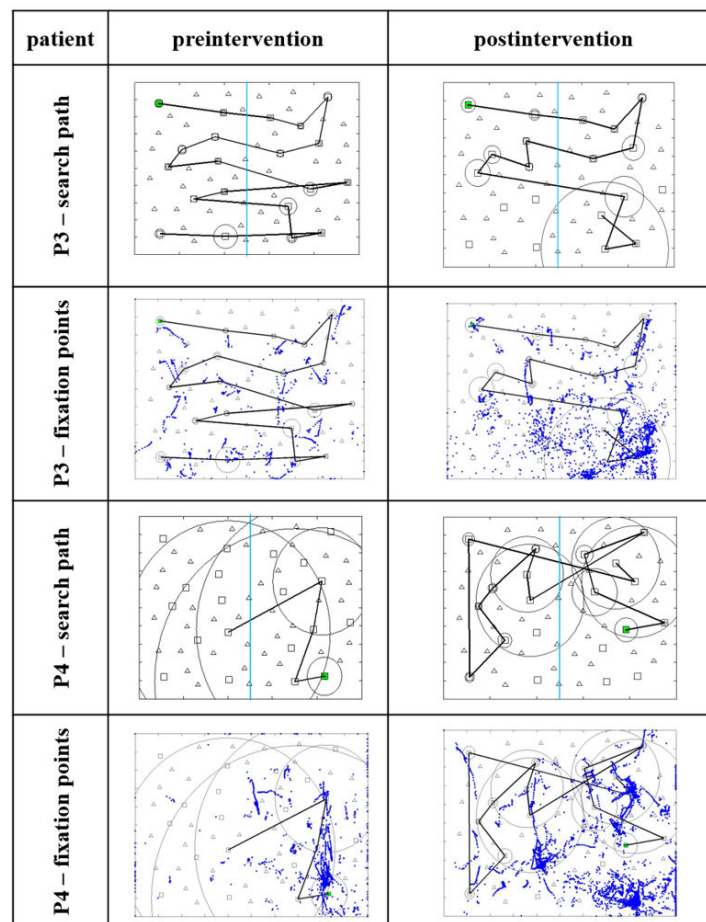 patient preintervention postintervention
P3 – search path
P3 – fixation points
P4 – search path
P4 – fixation points